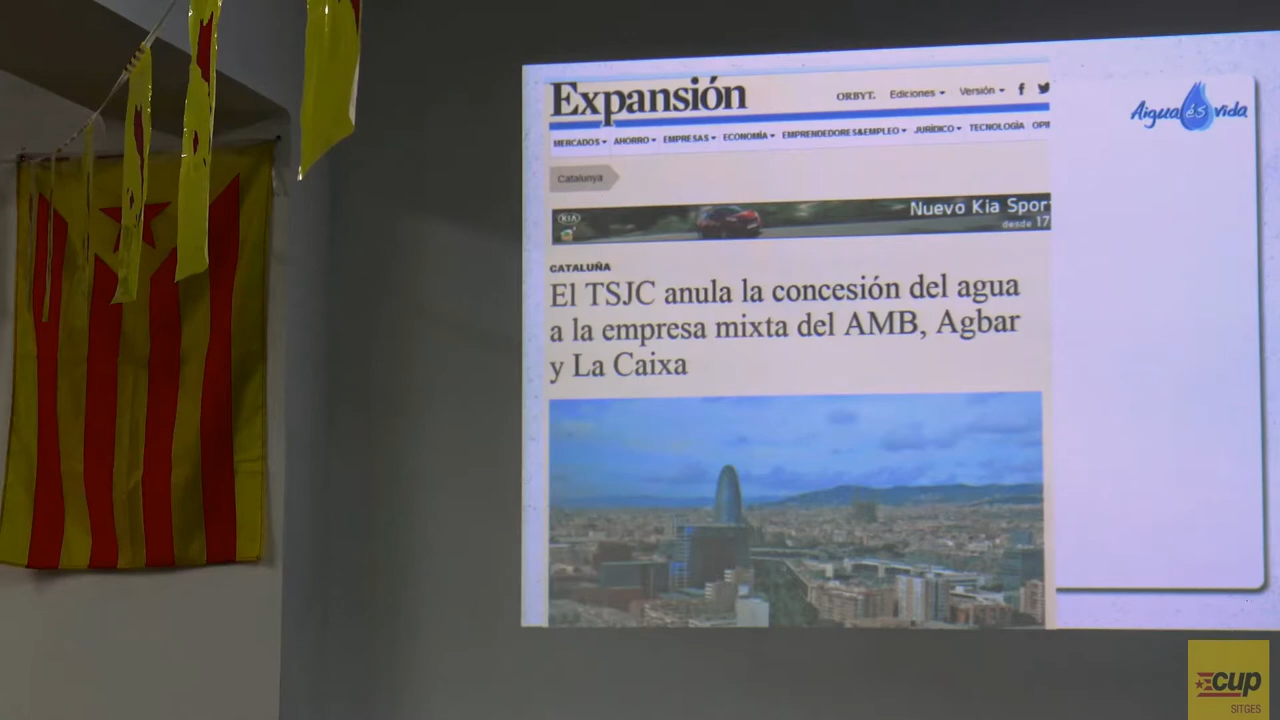 Expansión
ORBYT. Ediciones Versión
MERCADOS AHORRO EMPRESAS ECONOMÍA EMPRENDEDORES&EMPLEO JURÍDICO TECNOLOGÍA
Catalunya
KIA
Nuevo Kia
desde 17
CATALUÑA
El TSJC anula la concesión del agua
a la empresa mixta del AMB, Agbar
y La Caixa
Aigua és vida
cup
SITGES